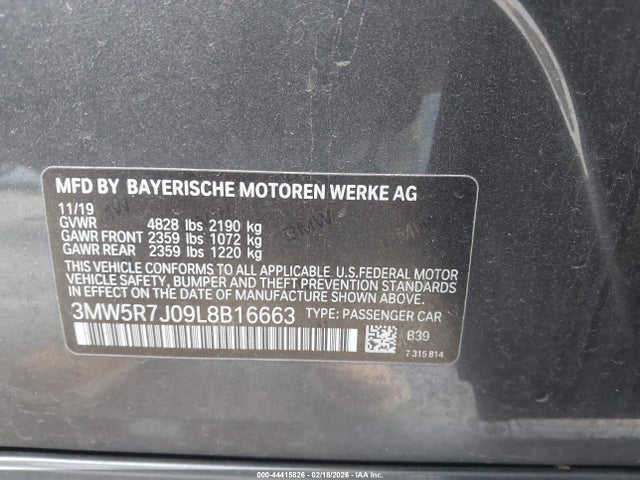 MFD BY BAYERISCHE MOTOREN WERKE AG
11/19
GVWR 4828 lbs 2190 kg
GAWR FRONT 2359 lbs 1072 kg
GAWR REAR 2359 lbs 1220 kg
THIS VEHICLE CONFORMS TO ALL APPLICABLE U.S.FEDERAL MOTOR
VEHICLE SAFETY, BUMPER AND THEFT PREVENTION STANDARDS
IN EFFECT ON THE DATE OF MANUFACTURE SHOWN ABOVE.
3MW5R7J09L8B16663 TYPE: PASSENGER CAR
B39
7 315 814
BMW
000-44415826 - 02/18/2026 - IAA Inc.